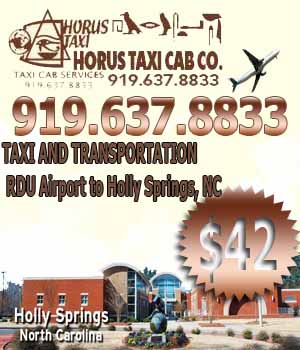 HORUS
TAXI
TAXI CAB SERVICES
919.637.8833
HORUS TAXI CAB CO.
919.637.8833
919.637.8833
TAXI AND TRANSPORTATION
RDU Airport to Holly Springs, NC
$42
Holly Springs
North Carolina